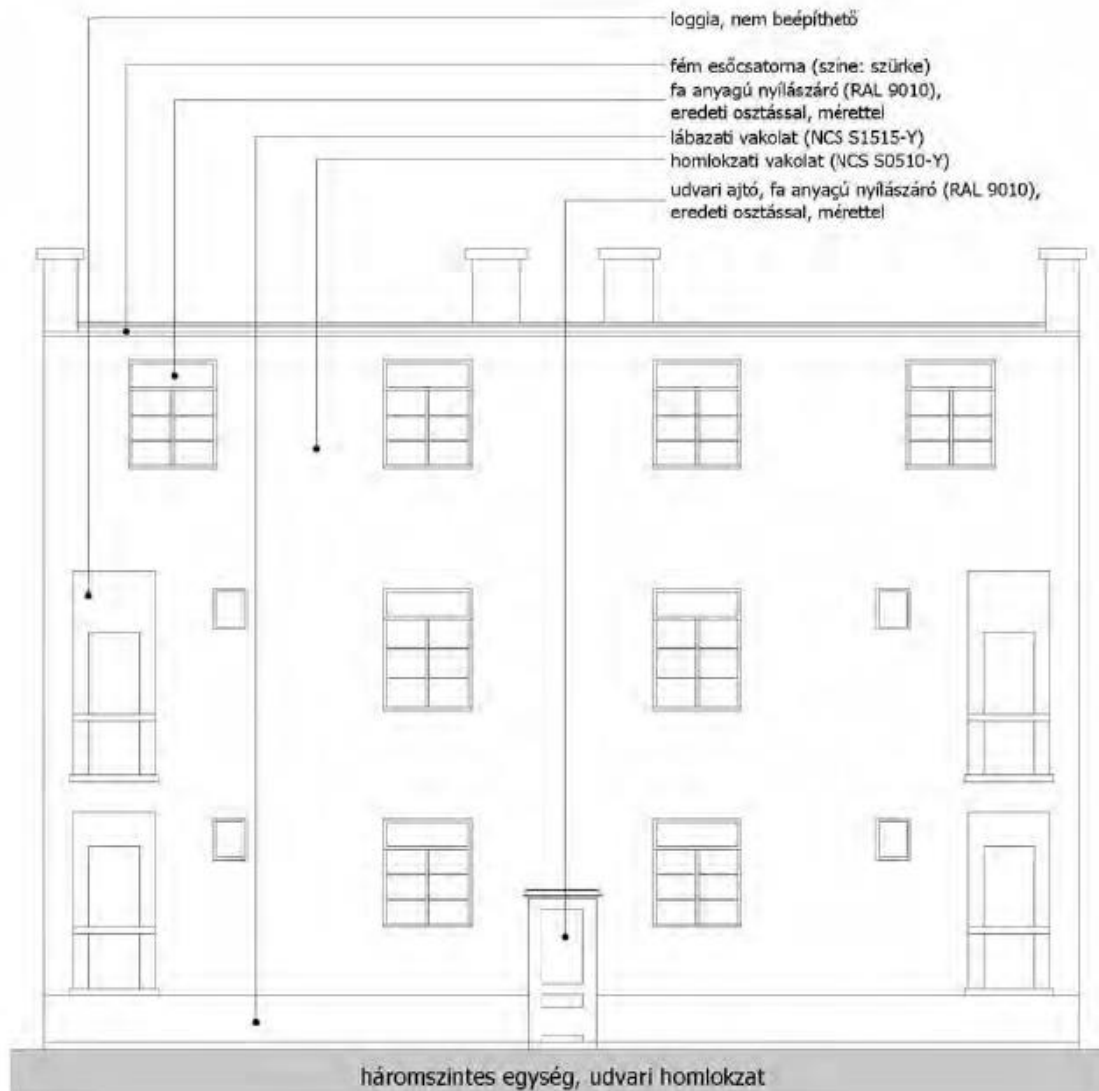 loggia, nem beépíthető
fém esőcsatorna (színe: szürke)
fa anyagú nyílászáró (RAL 9010),
eredeti osztással, mérettel
lábazati vakolat (NCS S1515-Y)
homlokzati vakolat (NCS S0510-Y)
udvari ajtó, fa anyagú nyílászáró (RAL 9010),
eredeti osztással, mérettel
háromszintes egység, udvari homlokzat